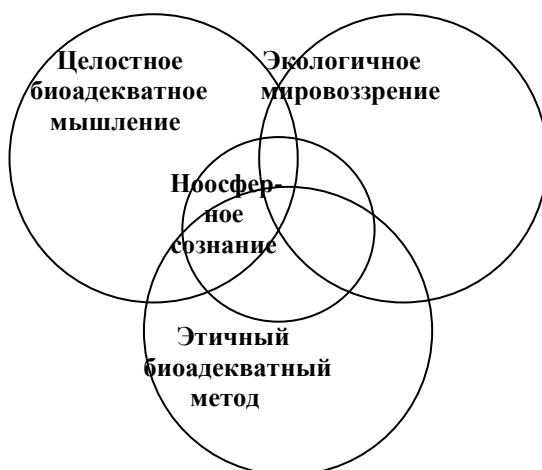 Целостное
биоадекватное
мышление
Экологичное
мировоззрение
Ноосфер-
ное
сознание
Этичный
биоадекватный
метод